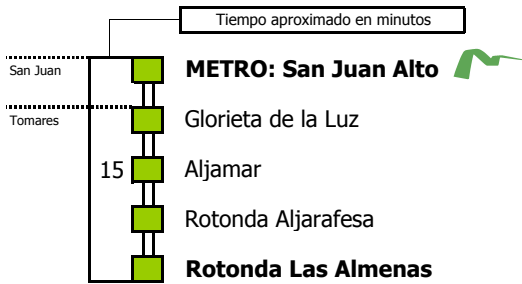 Tiempo aproximado en minutos
San Juan
METRO: San Juan Alto
Tomares
Glorieta de la Luz
15
Aljamar
Rotonda Aljarafesa
Rotonda Las Almenas